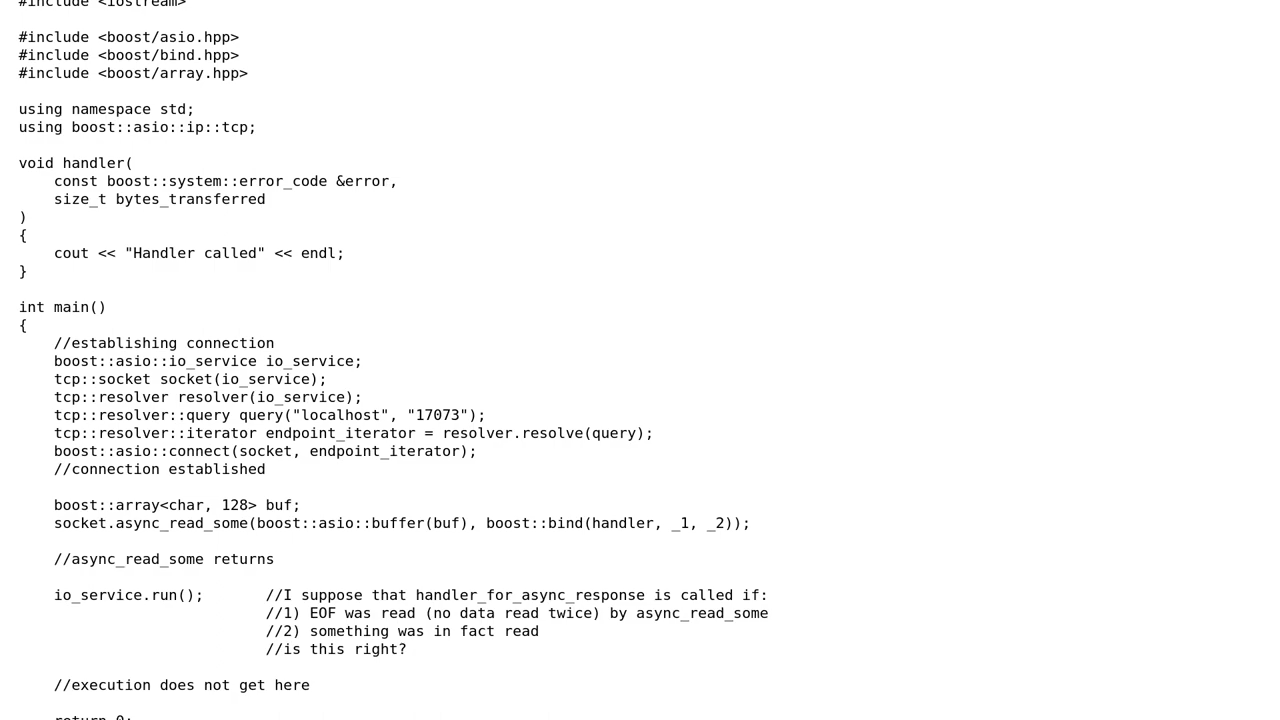 #include <iostream>
#include <boost/asio.hpp>
#include <boost/bind.hpp>
#include <boost/array.hpp>
using namespace std;
using boost::asio::ip::tcp;
void handler(
    const boost::system::error_code &error,
    size_t bytes_transferred
)
{
    cout << "Handler called" << endl;
}
int main()
{
    //establishing connection
    boost::asio::io_service io_service;
    tcp::socket socket(io_service);
    tcp::resolver resolver(io_service);
    tcp::resolver::query query("localhost", "17073");
    tcp::resolver::iterator endpoint_iterator = resolver.resolve(query);
    boost::asio::connect(socket, endpoint_iterator);
    //connection established
    boost::array<char, 128> buf;
    socket.async_read_some(boost::asio::buffer(buf), boost::bind(handler, _1, _2));
    //async_read_some returns
    io_service.run();       //I suppose that handler_for_async_response is called if:
                            //1) EOF was read (no data read twice) by async_read_some
                            //2) something was in fact read
                            //is this right?
    //execution does not get here
    return 0;